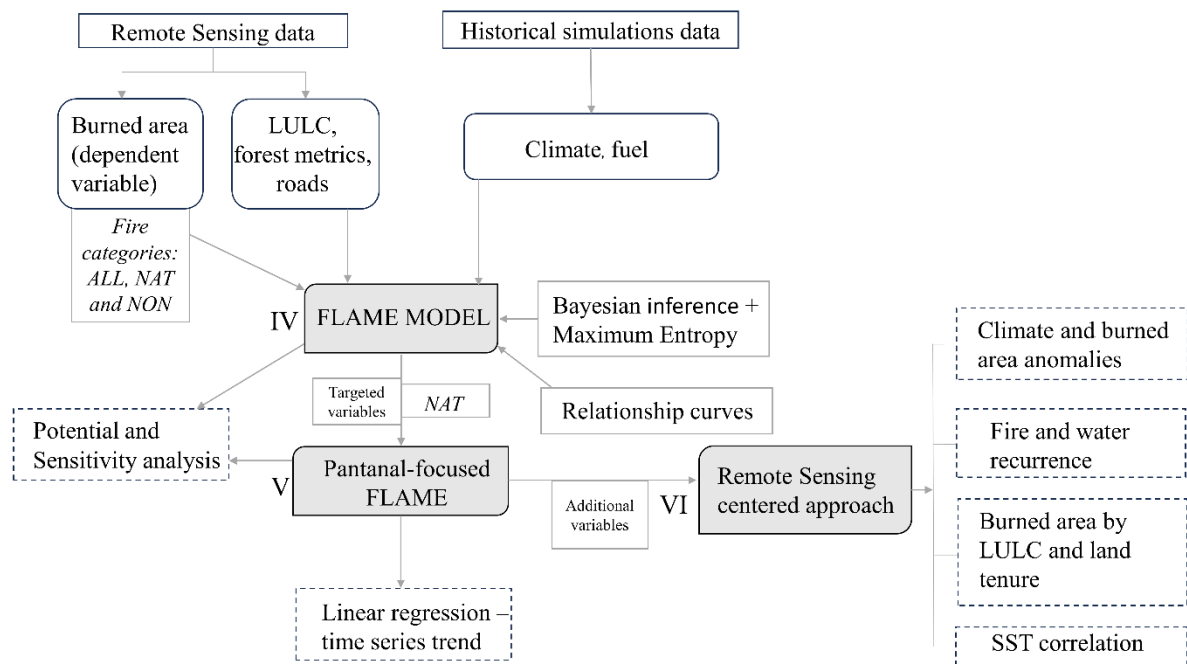 Remote Sensing data
Historical simulations data
Burned area
(dependent
variable)
LULC,
forest metrics,
roads
Climate, fuel
Fire
categories:
ALL, NAT
and NON
IV
FLAME MODEL
Bayesian inference +
Maximum Entropy
Relationship curves
Targeted
variables
NAT
Potential and
Sensitivity analysis
V
Pantanal-focused
FLAME
Additional
variables
VI
Remote Sensing
centered approach
Linear regression –
time series trend
Climate and burned
area anomalies
Fire and water
recurrence
Burned area by
LULC and land
tenure
SST correlation